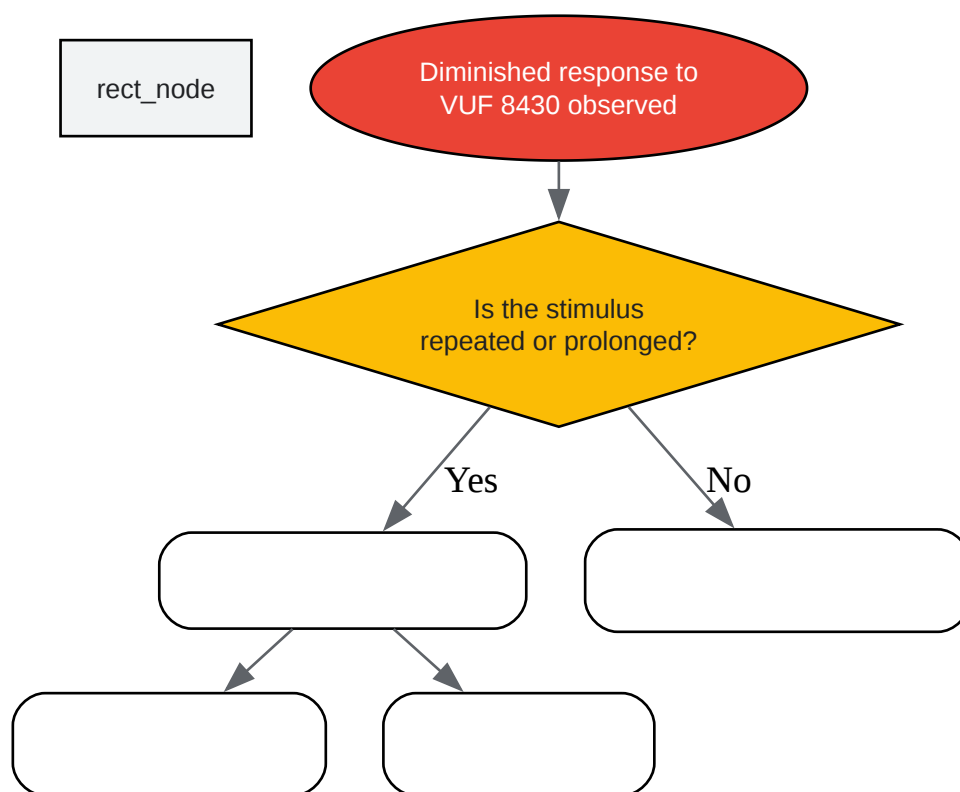 rect_node
Diminished response to
VUF 8430 observed
Is the stimulus
repeated or prolonged?
Yes
No